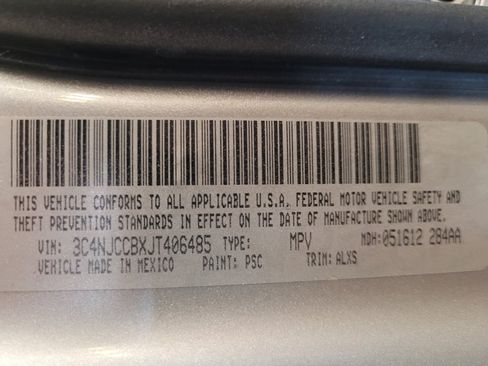 THIS VEHICLE CONFORMS TO ALL APPLICABLE U.S.A. FEDERAL MOTOR VEHICLE SAFETY AND
THEFT PREVENTION STANDARDS IN EFFECT ON THE DATE OF MANUFACTURE SHOWN ABOVE.
VIN: 3C4NJCCBXJT406485 TYPE: MPV MDH:051612 284AA
VEHICLE MADE IN MEXICO PAINT: PSC TRIM: ALXS